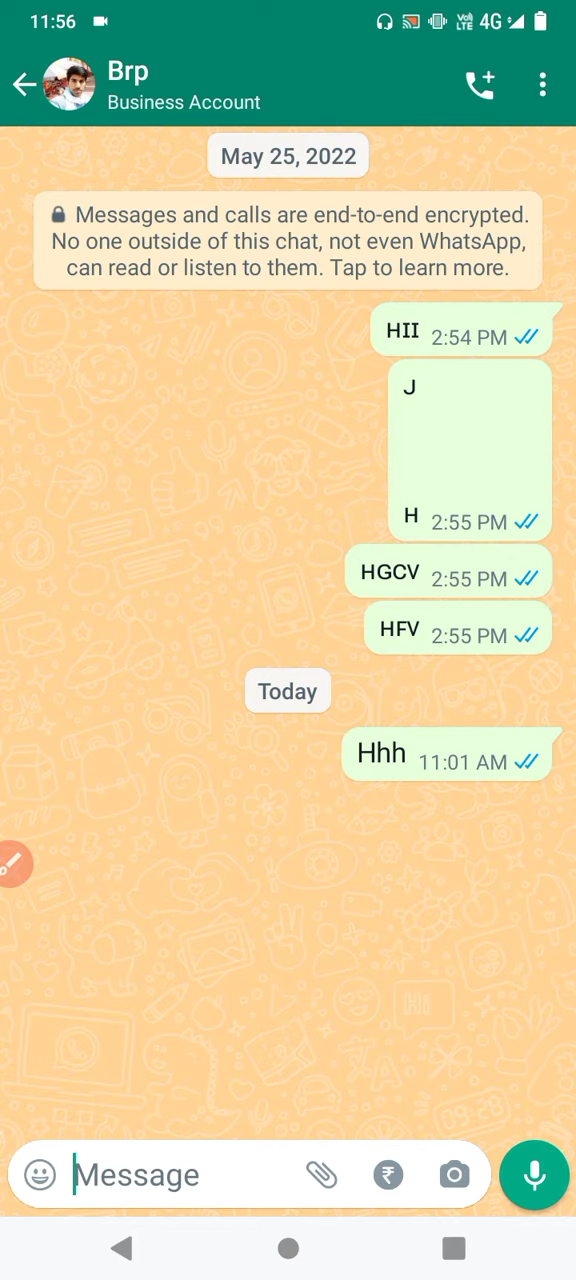 11:56
VoI LTE 4G
Brp
Business Account
May 25, 2022
Messages and calls are end-to-end encrypted.
No one outside of this chat, not even WhatsApp,
can read or listen to them. Tap to learn more.
HII 2:54 PM
J
H 2:55 PM
HGCV 2:55 PM
HFV 2:55 PM
Today
Hhh 11:01 AM
Message